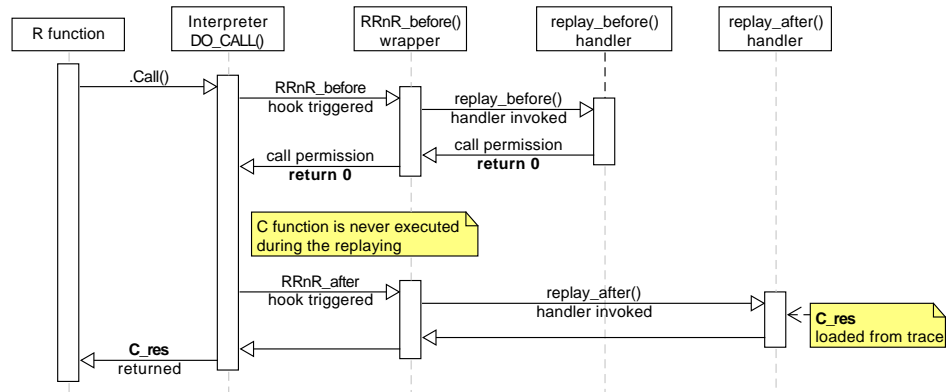 R function
Interpreter
DO_CALL()
RRnR_before()
wrapper
replay_before()
handler
replay_after()
handler
.Call()
RRnR_before
hook triggered
replay_before()
handler invoked
call permission
return 0
call permission
return 0
C function is never executed
during the replaying
RRnR_after
hook triggered
replay_after()
handler invoked
C_res
loaded from trace
C_res
returned